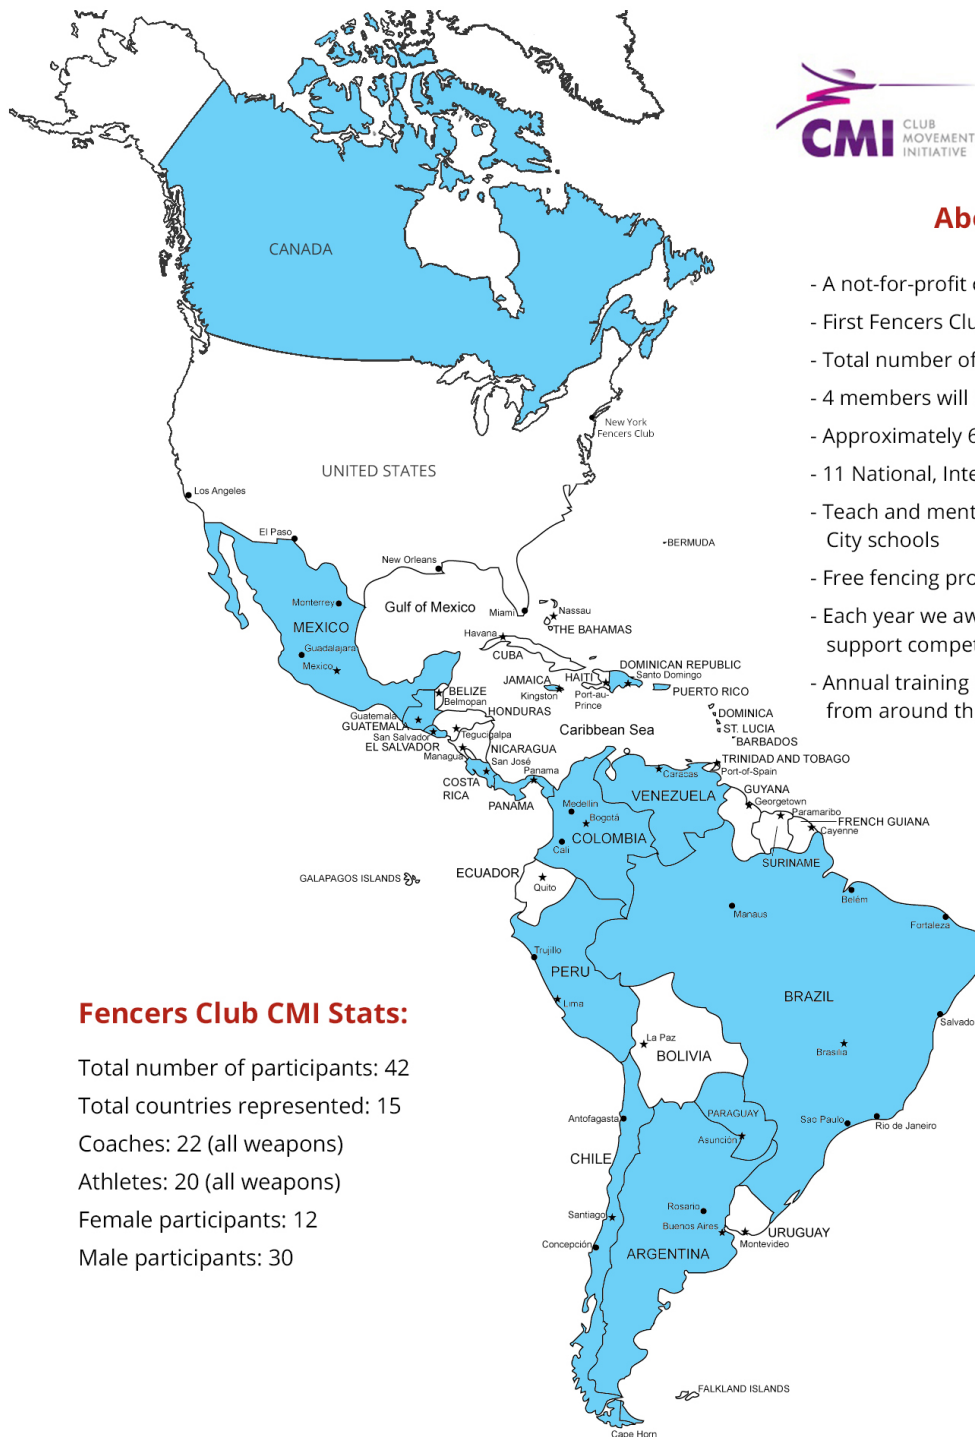 CMI CLUB
MOVEMENT
INITIATIVE
Abo
- A not-for-profit
- First Fencers Clu
- Total number of
- 4 members will
- Approximately 6
- 11 National, Inte
- Teach and ment
City schools
- Free fencing pro
- Each year we aw
support compet
- Annual training
from around th
CANADA
New York
Fencers Club
UNITED STATES
Los Angeles
El Paso
BERMUDA
New Orleans
Monterrey
Gulf of Mexico
Miami
Nassau
MEXICO
THE BAHAMAS
Havana
Guadalajara
CUBA
Mexico
DOMINICAN REPUBLIC
HAITI
Santo Domingo
JAMAICA
Kingston
Port-au-
Prince
PUERTO RICO
BELIZE
Belmopan
HONDURAS
DOMINICA
Guatemala
GUATEMALA
ST. LUCIA
Caribbean Sea
San Salvador
Tegucigalpa
BARBADOS
EL SALVADOR
NICARAGUA
Managua
San José
TRINIDAD AND TOBAGO
Port-of-Spain
Panama
Caracas
COSTA
RICA
GUYANA
VENEZUELA
Georgetown
PANAMA
Medellin
Paramaribo
Bogotá
FRENCH GUIANA
Cayenne
COLOMBIA
Cali
SURINAME
ECUADOR
GALAPAGOS ISLANDS
Quito
Belém
Manaus
Fortaleza
Trujillo
PERU
BRAZIL
Lima
Salvado
La Paz
Brasilia
BOLIVIA
PARAGUAY
Antofagasta
Sao Paulo
Rio de Janeiro
Asunción
CHILE
Rosario
Santiago
Buenos Aires
URUGUAY
Montevideo
Concepción
ARGENTINA
FALKLAND ISLANDS
Cape Horn
Fencers Club CMI Stats:
Total number of participants: 42
Total countries represented: 15
Coaches: 22 (all weapons)
Athletes: 20 (all weapons)
Female participants: 12
Male participants: 30